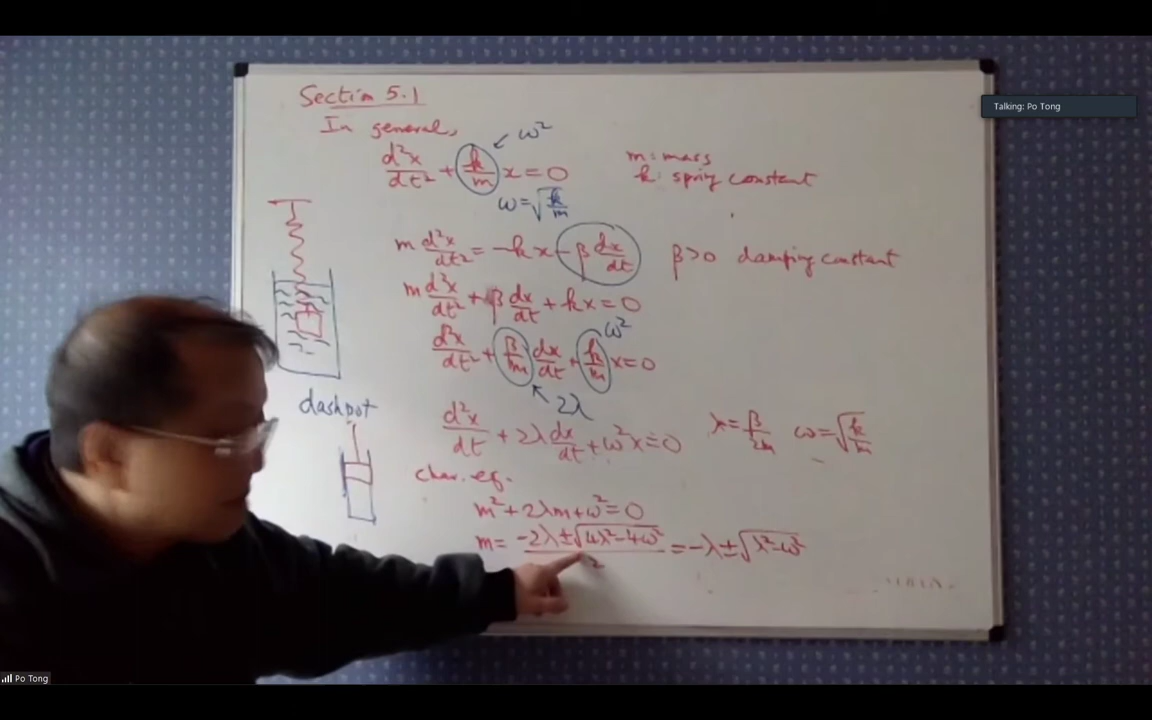 Section 5.1
In general,
d²x/dt² + k/m x = 0 ω²
ω = √(k/m)
m: mass
k: spring constant
m d²x/dt² = -kx - β dx/dt β>0 damping constant
m d²x/dt² + β dx/dt + kx = 0
d²x/dt² + β/m dx/dt + k/m x = 0 ω²
2λ
dashpot
d²x/dt + 2λ dx/dt + ω²x = 0 λ = β/2m ω = √(k/m)
Char. eq.
m² + 2λm + ω² = 0
m = (-2λ ± √(4λ² - 4ω²))/2 = -λ ± √(λ² - ω²)
Talking: Po Tong
Po Tong